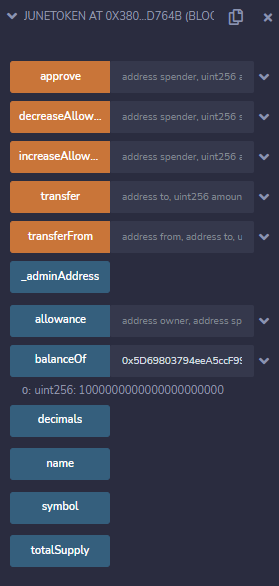 JUNETOKEN AT 0X380...D764B (BLOC
approve address spender, uint256 a
decreaseAllow... address spender, uint256 s
increaseAllow... address spender, uint256 a
transfer address to, uint256 amoun
transferFrom address from, address to, u
_adminAddress
allowance address owner, address sp
balanceOf 0x5D69803794eeA5ccF99
0: uint256: 1000000000000000000000
decimals
name
symbol
totalSupply